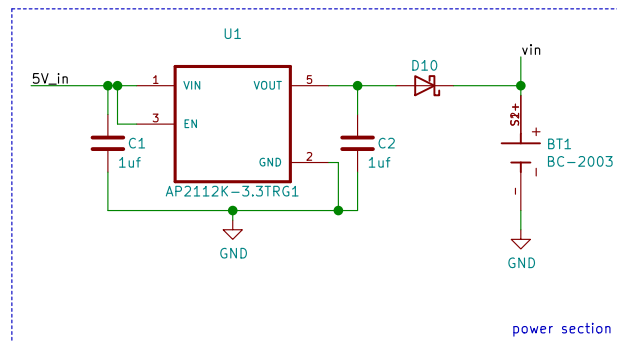 U1
D10
vin
5V_in
1
VIN
VOUT
5
3
EN
C1
1uf
GND
2
C2
1uf
S2+
+
BT1
BC-2003
-
-
AP2112K-3.3TRG1
GND
GND
power section